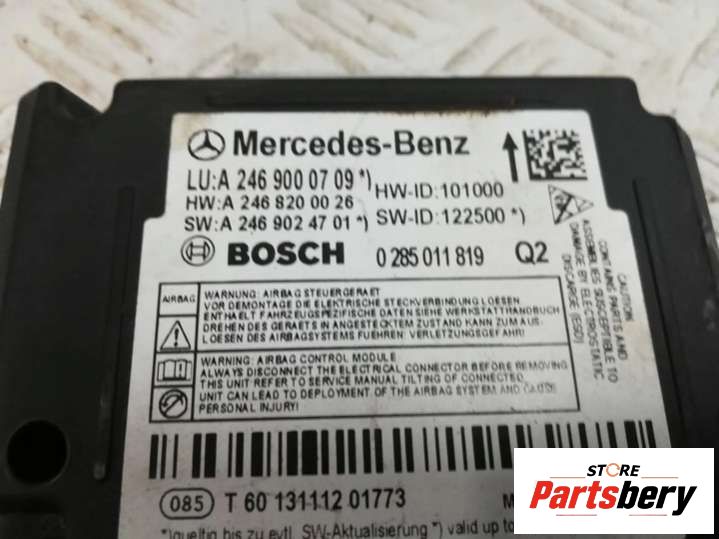 Mercedes-Benz
LU:A 246 900 07 09 *)
HW-ID:101000
HW:A 246 820 00 26
SW:A 246 902 47 01 *)
SW-ID:122500 *)
BOSCH
0 285 011 819
Q2
AIRBAG
WARNUNG: AIRBAG STEUERGERAET
VOR DEMONTAGE DIE ELEKTRISCHE STECKVERBINDUNG LOESEN
ENTHAELT FAHRZEUGSPEZIFISCHE DATEN SIEHE WERKSTATTHANDBUCH
DREHEN DES GERAETS IN ANGESTECKTEM ZUSTAND KANN ZUM AUS-
LOESEN DES AIRBAGSYSTEMS FUEHREN: VERLETZUNGSGEFAHR!
WARNING: AIRBAG CONTROL MODULE
ALWAYS DISCONNECT THE ELECTRICAL CONNECTOR BEFORE REMOVING
THIS UNIT REFER TO SERVICE MANUAL TILTING OF CONNECTED
UNIT CAN LEAD TO DEPLOYMENT OF THE AIRBAG SYSTEM AND CAUSE
PERSONAL INJURY!
CAUTION
CONTAINS PARTS AND
ASSEMBLIES SUSCEPTIBLE TO
DAMAGE BY ELECTROSTATIC
DISCHARGE (ESD)
085
T 60 131112 01773
*)gueltig bis zu evtl. SW-Aktualisierung *) valid up to
STORE
Partsbery